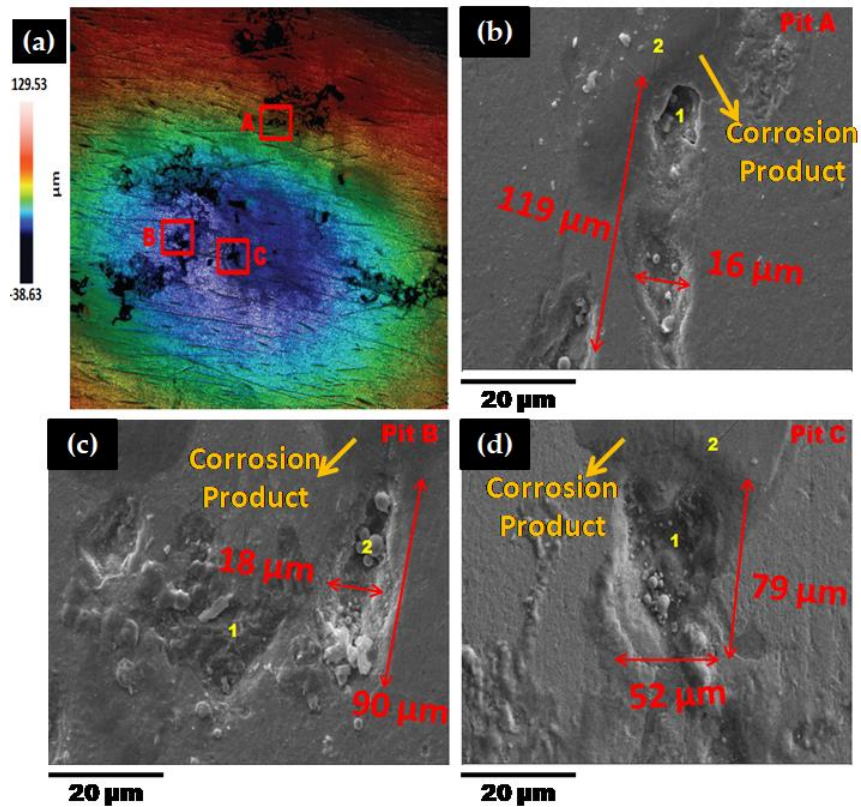 (a)
129.53
μm
-38.63
A
B
C
(b)
Pit A
2
1
Corrosion
Product
119 μm
16 μm
20 μm
(c)
Pit B
Corrosion
Product
2
18 μm
1
90 μm
20 μm
(d)
Pit C
2
Corrosion
Product
1
79 μm
52 μm
20 μm